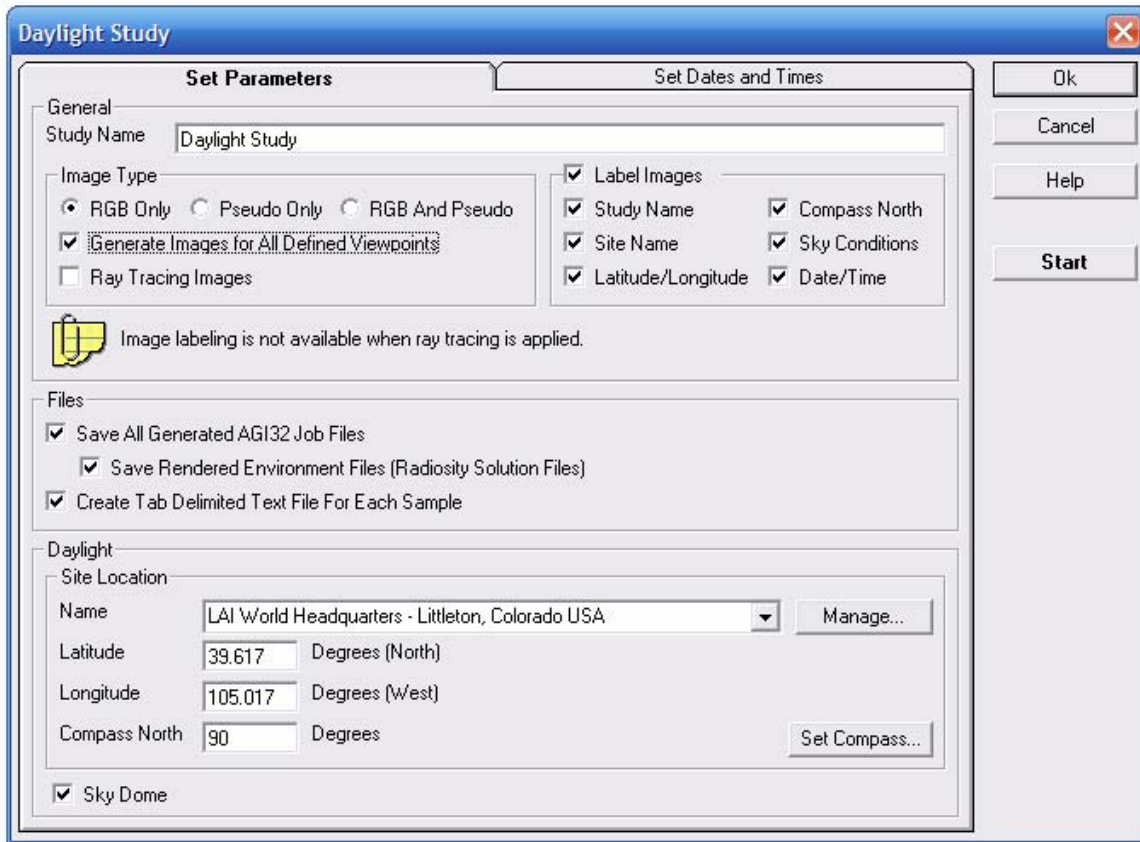 Daylight Study
Set Parameters
Set Dates and Times
Ok
Cancel
Help
Start
General
Study Name
Daylight Study
Image Type
RGB Only Pseudo Only RGB And Pseudo
Generate Images for All Defined Viewpoints
Ray Tracing Images
Label Images
Study Name Compass North
Site Name Sky Conditions
Latitude/Longitude Date/Time
Image labeling is not available when ray tracing is applied.
Files
Save All Generated AGI32 Job Files
Save Rendered Environment Files (Radiosity Solution Files)
Create Tab Delimited Text File For Each Sample
Daylight
Site Location
Name LAI World Headquarters - Littleton, Colorado USA Manage...
Latitude 39.617 Degrees (North)
Longitude 105.017 Degrees (West)
Compass North 90 Degrees Set Compass...
Sky Dome